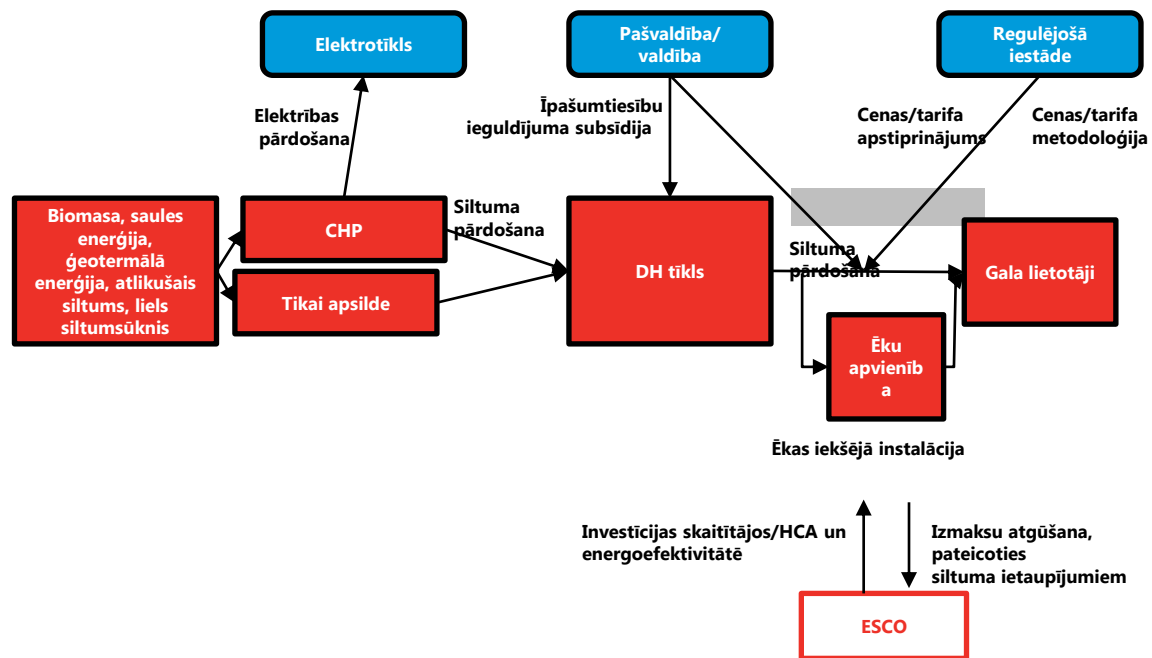 Elektrotīkls
Pašvaldība/
valdība
Regulējošā
iestāde
Elektrības
pārdošana
Īpašumtiesību
ieguldījuma subsīdija
Cenas/tarifa
apstiprinājums
Cenas/tarifa
metodoloģija
Biomasa, saules
enerģija,
ģeotermālā
enerģija, atlikušais
siltums, liels
siltumsūknis
CHP
Tikai apsilde
Siltuma
pārdošana
DH tīkls
Siltuma
pārdošana
Gala lietotāji
Ēku
apvienīb
a
Ēkas iekšējā instalācija
Investīcijas skaitītājos/HCA un
energoefektivitātē
Izmaksu atgūšana,
pateicoties
siltuma ietaupījumiem
ESCO